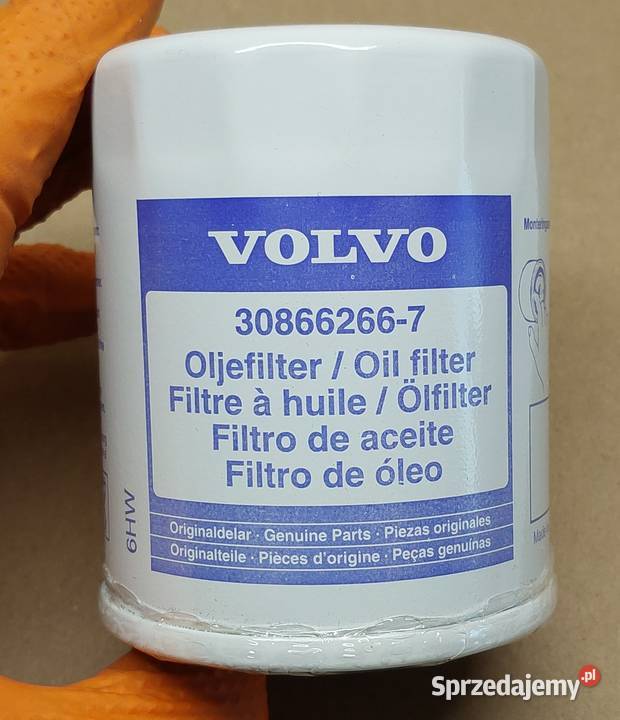 VOLVO
30866266-7
Oljefilter / Oil filter
Filtre à huile / Ölfilter
Filtro de aceite
Filtro de óleo
Originaldelar · Genuine Parts · Piezas originales
Originalteile · Pièces d'origine · Peças genuínas
6HW
Sprzedajemy.pl